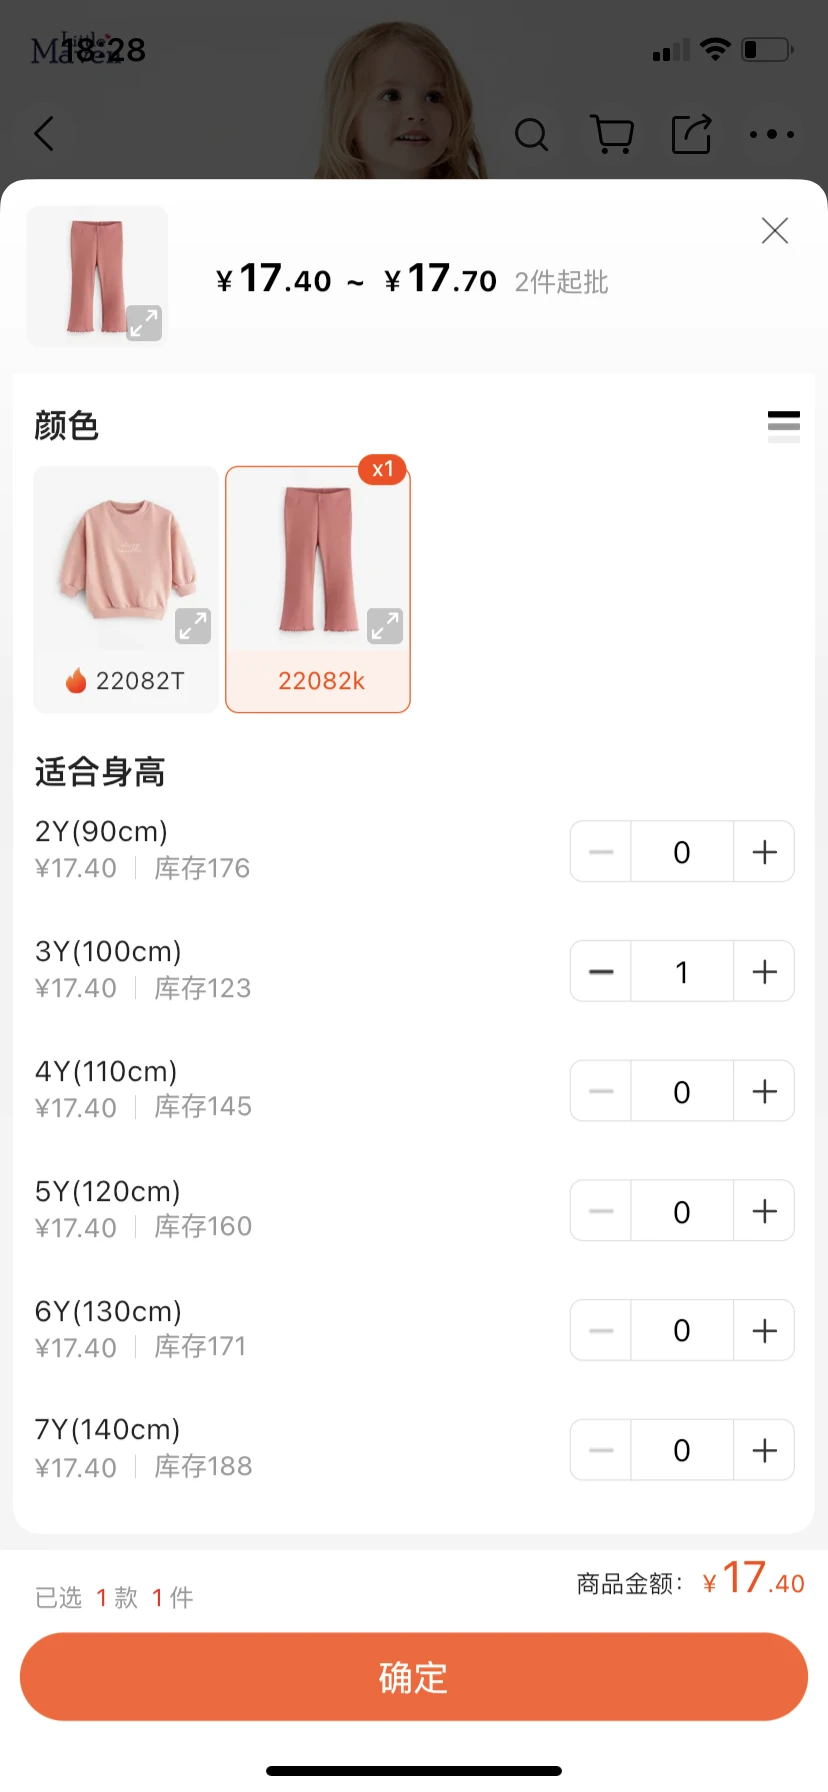 Little Maven
18:28
¥17.40 ~ ¥17.70 2件起批
颜色
x1
22082T
22082k
适合身高
2Y(90cm)
¥17.40 库存176
0
3Y(100cm)
¥17.40 库存123
1
4Y(110cm)
¥17.40 库存145
0
5Y(120cm)
¥17.40 库存160
0
6Y(130cm)
¥17.40 库存171
0
7Y(140cm)
¥17.40 库存188
0
已选 1 款 1 件
商品金额: ¥17.40
确定